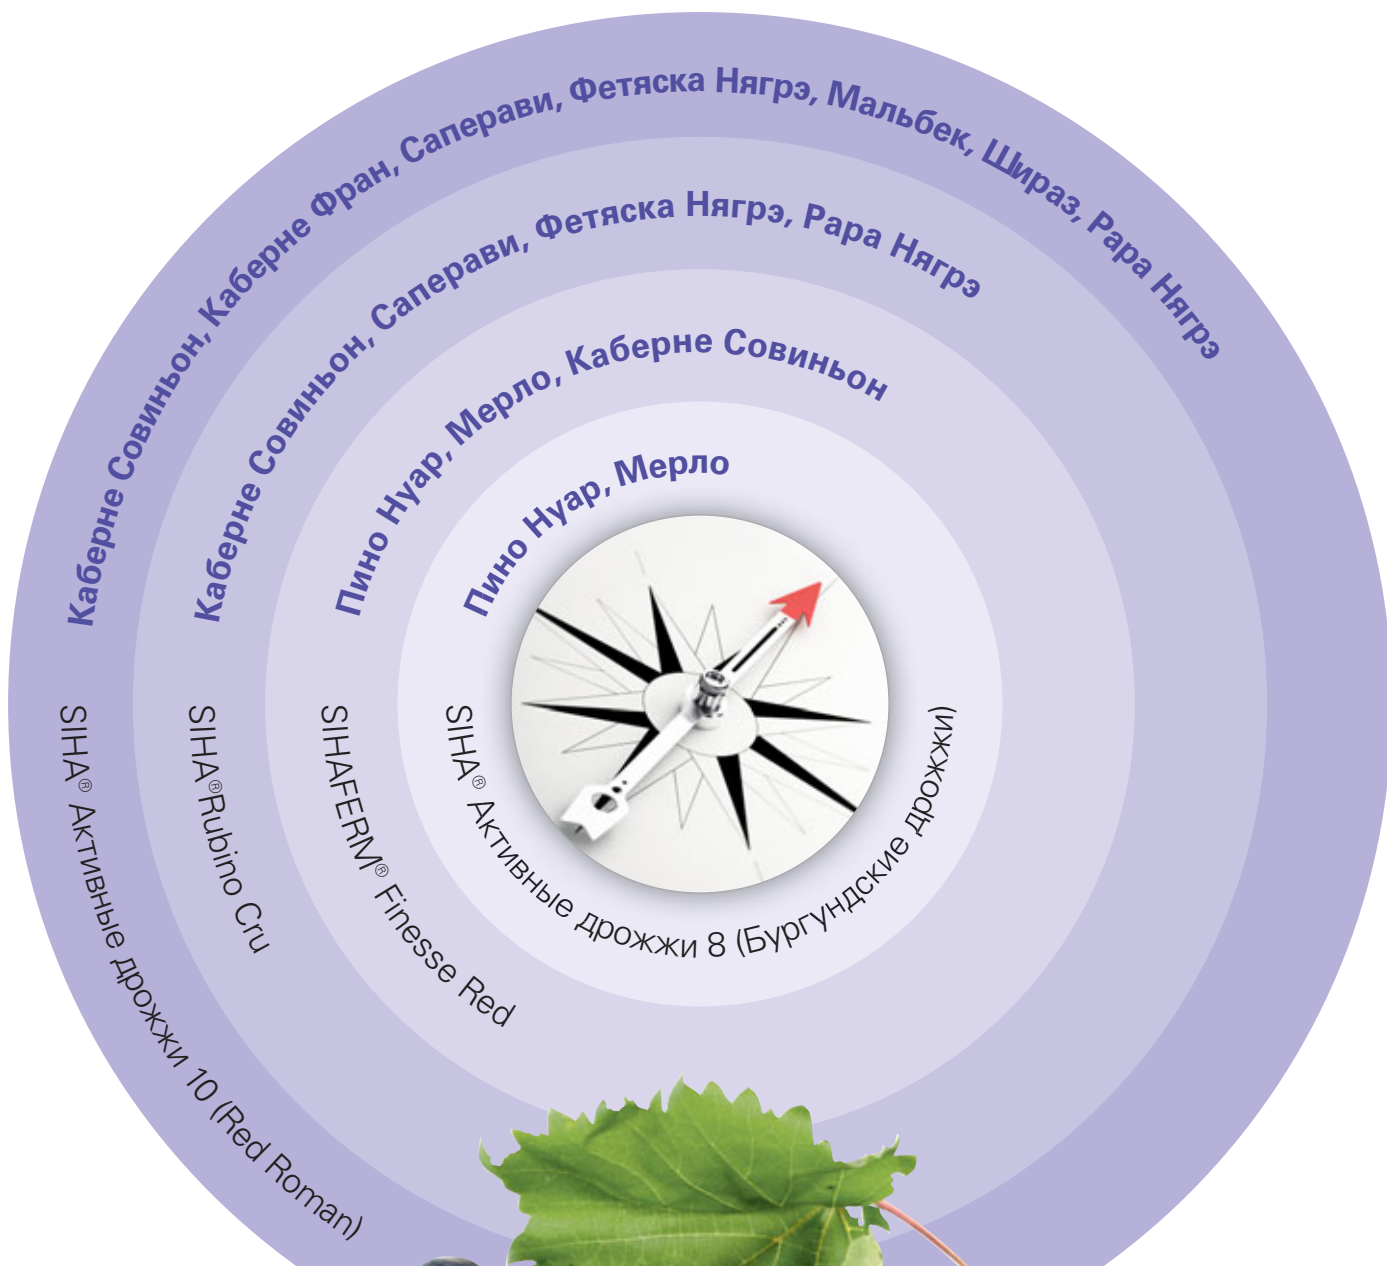 Каберне Совиньон, Каберне Фран, Саперави, Фетяска Нягрэ, Мальбек, Шираз, Рара Нягрэ
Каберне Совиньон, Саперави, Фетяска Нягрэ, Рара Нягрэ
Пино Нуар, Мерло, Каберне Совиньон
Пино Нуар, Мерло
SIHA® Активные дрожжи 8 (Бургундские дрожжи)
SIHAFERM® Finesse Red
SIHA®Rubino Cru
SIHA® Активные дрожжи 10 (Red Roman)